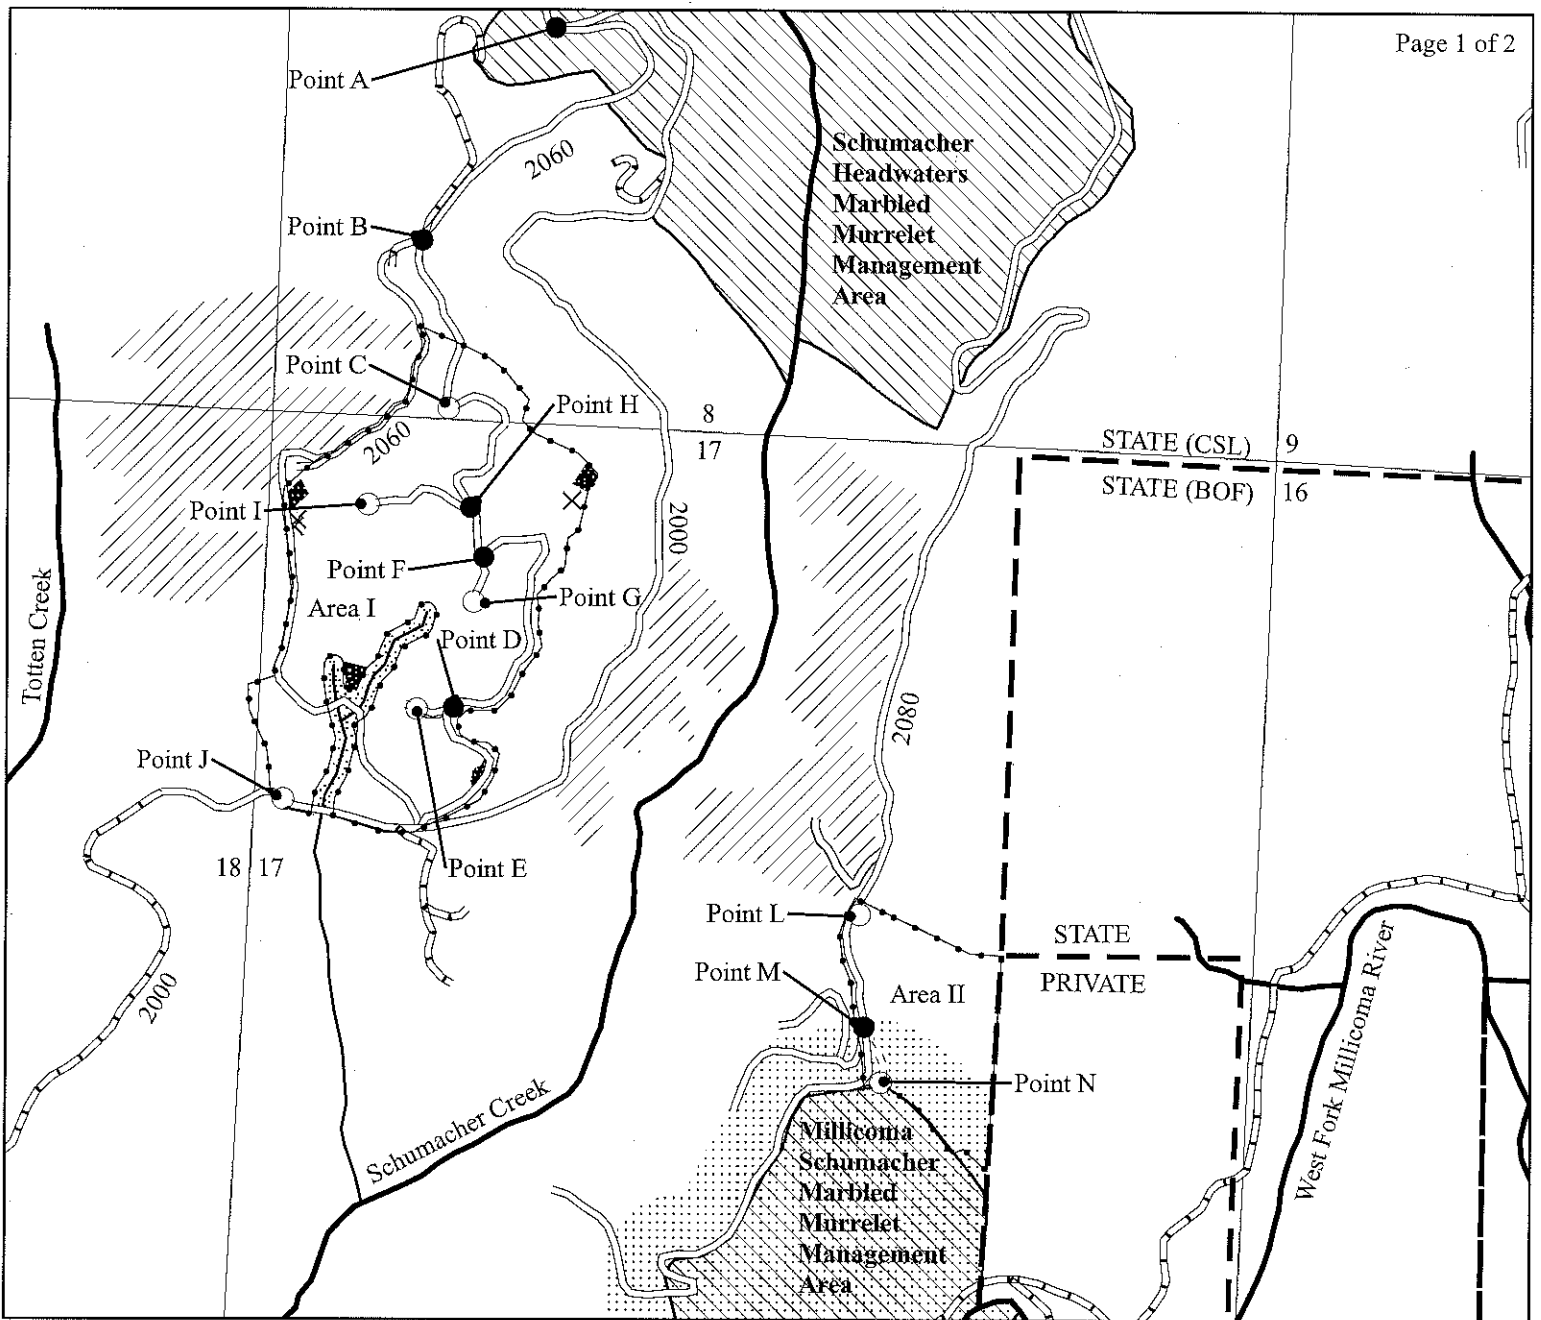 Page 1 of 2
Point A
2060
Schumacher
Headwaters
Marbled
Murrelet
Management
Area
Point B
Point C
Point H
8
17
2060
STATE (CSL)
9
STATE (BOF)
16
Point I
2000
Point F
Area I
Point G
Totten Creek
Point D
2080
Point J
18
17
Point E
Point L
STATE
PRIVATE
Point M
Area II
2000
West Fork Millicoma River
Point N
Schumacher Creek
Millicoma
Schumacher
Marbled
Murrelet
Management
Area